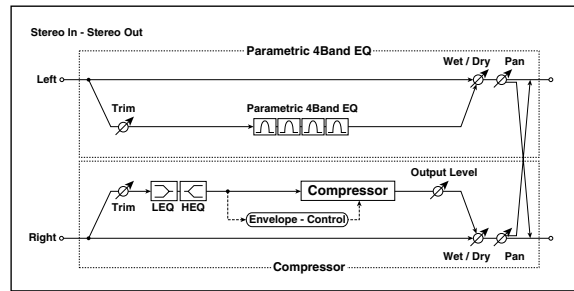 Stereo In - Stereo Out
Parametric 4Band EQ
Wet / Dry
Pan
Left
Trim
Parametric 4Band EQ
Output Level
Compressor
Trim
LEQ
HEQ
Envelope - Control
Right
Wet / Dry
Pan
Compressor